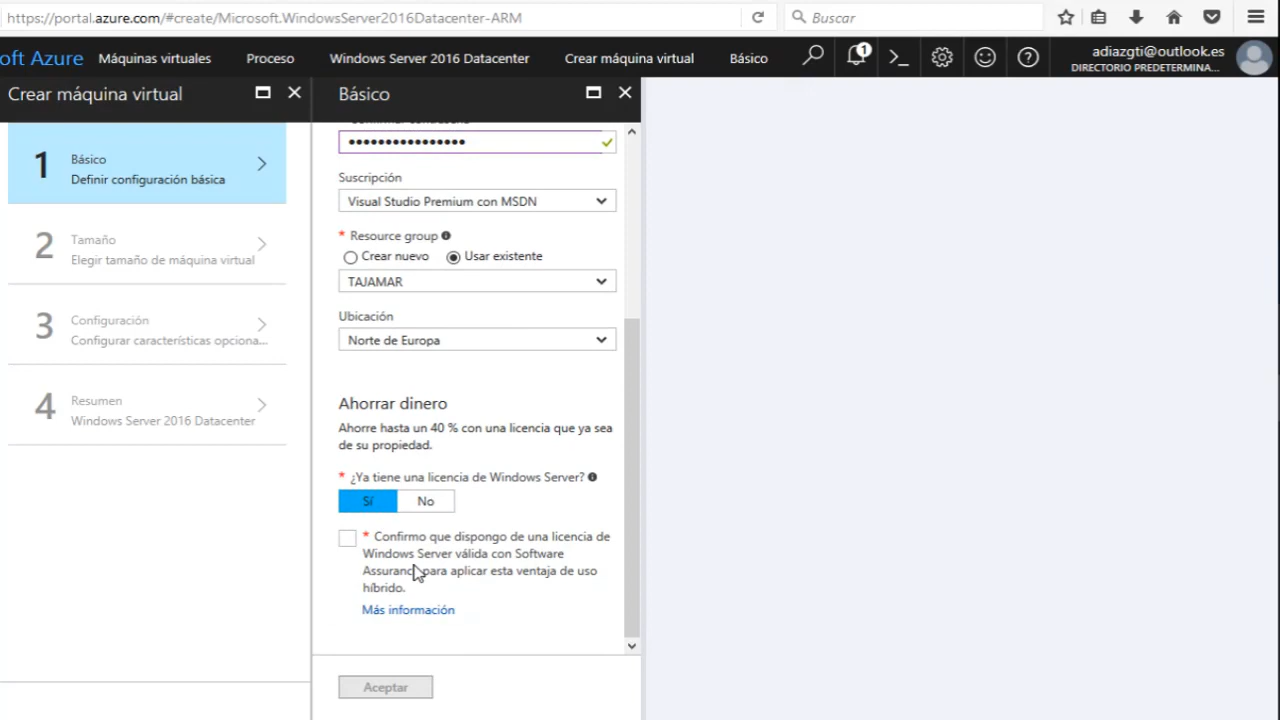 https://portal.azure.com/#create/Microsoft.WindowsServer2016Datacenter-ARM
Buscar
oft Azure Máquinas virtuales Proceso Windows Server 2016 Datacenter Crear máquina virtual Básico 1 adiazgti@outlook.es
DIRECTORIO PREDETERMINA...
Crear máquina virtual
1 Básico
Definir configuración básica
2 Tamaño
Elegir tamaño de máquina virtual
3 Configuración
Configurar características opciona...
4 Resumen
Windows Server 2016 Datacenter
Básico
••••••••••••••••
Suscripción
Visual Studio Premium con MSDN
* Resource group
Crear nuevo Usar existente
TAJAMAR
Ubicación
Norte de Europa
Ahorrar dinero
Ahorre hasta un 40 % con una licencia que ya sea
de su propiedad.
* ¿Ya tiene una licencia de Windows Server?
Sí No
* Confirmo que dispongo de una licencia de
Windows Server válida con Software
Assurance para aplicar esta ventaja de uso
híbrido.
Más información
Aceptar